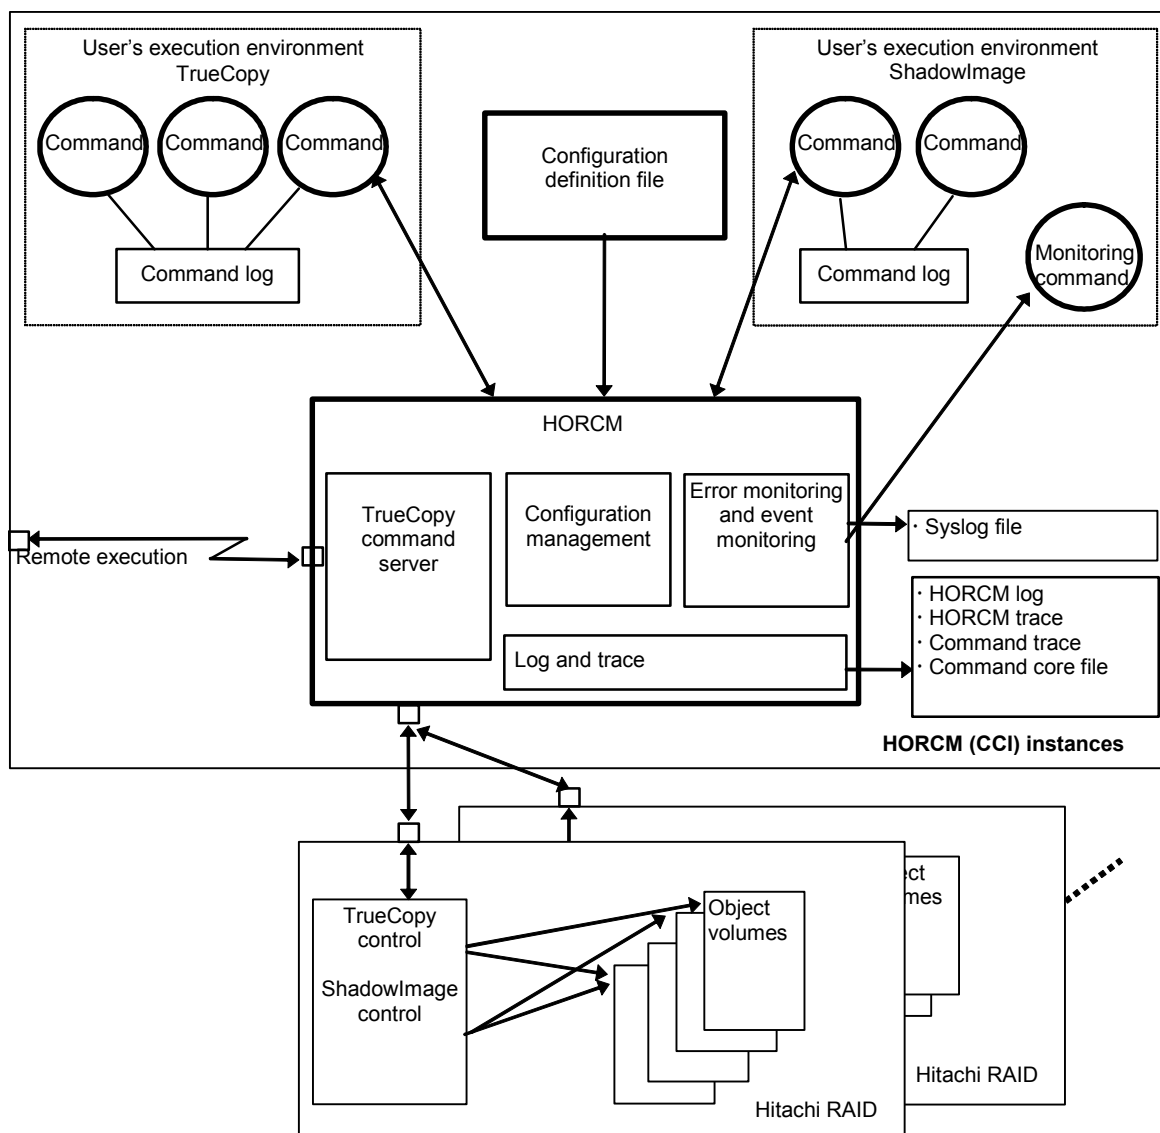 User’s execution environment
TrueCopy
Command
Command
Command
Command log
Configuration
definition file
User’s execution environment
ShadowImage
Command
Command
Command log
Monitoring
command
HORCM
TrueCopy
command
server
Configuration
management
Error monitoring
and event
monitoring
Log and trace
Remote execution
· Syslog file
· HORCM log
· HORCM trace
· Command trace
· Command core file
HORCM (CCI) instances
TrueCopy
control
ShadowImage
control
Object
volumes
Hitachi RAID
ect
mes
Hitachi RAID